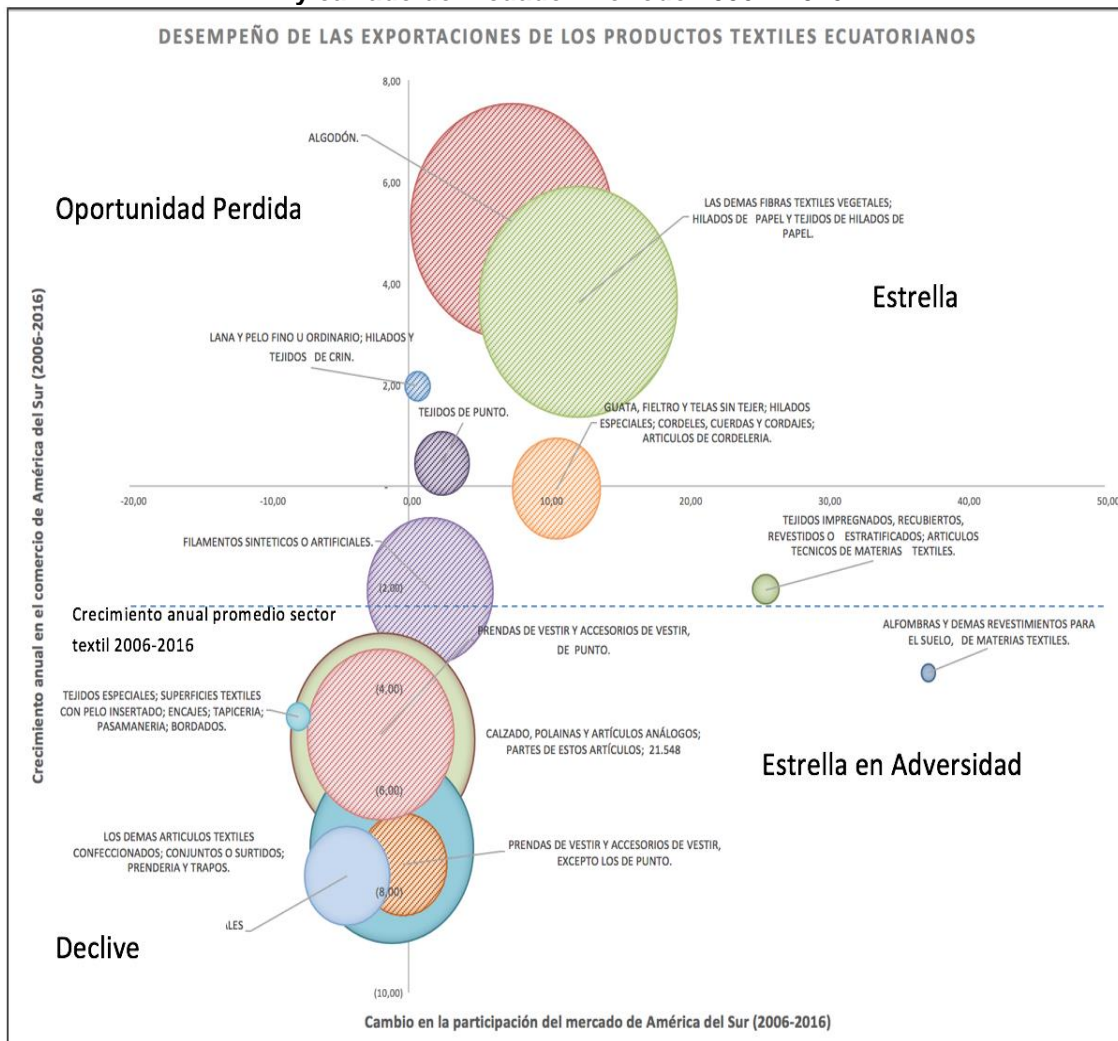 DESEMPEÑO DE LAS EXPORTACIONES DE LOS PRODUCTOS TEXTILES ECUATORIANOS
8,00
ALGODÓN.
6,00
Oportunidad Perdida
LAS DEMAS FIBRAS TEXTILES VEGETALES;
HILADOS DE PAPEL Y TEJIDOS DE HILADOS DE
PAPEL.
Estrella
4,00
LANA Y PELO FINO U ORDINARIO; HILADOS Y
TEJIDOS DE CRIN.
2,00
TEJIDOS DE PUNTO.
GUATA, FIELTRO Y TELAS SIN TEJER; HILADOS
ESPECIALES; CORDELES, CUERDAS Y CORDAJES;
ARTICULOS DE CORDELERIA.
-
-20,00 -10,00 0,00 10,00 20,00 30,00 40,00 50,00
TEJIDOS IMPREGNADOS, RECUBIERTOS,
REVESTIDOS O ESTRATIFICADOS; ARTICULOS
TECNICOS DE MATERIAS TEXTILES.
FILAMENTOS SINTETICOS O ARTIFICIALES.
(2,00)
Crecimiento anual promedio sector
textil 2006-2016
PRENDAS DE VESTIR Y ACCESORIOS DE VESTIR,
DE PUNTO.
ALFOMBRAS Y DEMAS REVESTIMIENTOS PARA
EL SUELO, DE MATERIAS TEXTILES.
(4,00)
TEJIDOS ESPECIALES; SUPERFICIES TEXTILES
CON PELO INSERTADO; ENCAJES; TAPICERIA;
PASAMANERIA; BORDADOS.
CALZADO, POLAINAS Y ARTÍCULOS ANÁLOGOS;
PARTES DE ESTOS ARTÍCULOS; 21.548
Estrella en Adversidad
(6,00)
LOS DEMAS ARTICULOS TEXTILES
CONFECCIONADOS; CONJUNTOS O SURTIDOS;
PRENDERIA Y TRAPOS.
PRENDAS DE VESTIR Y ACCESORIOS DE VESTIR,
EXCEPTO LOS DE PUNTO.
(8,00)
Declive
(10,00)
Crecimiento anual en el comercio de América del Sur (2006-2016)
Cambio en la participación del mercado de América del Sur (2006-2016)